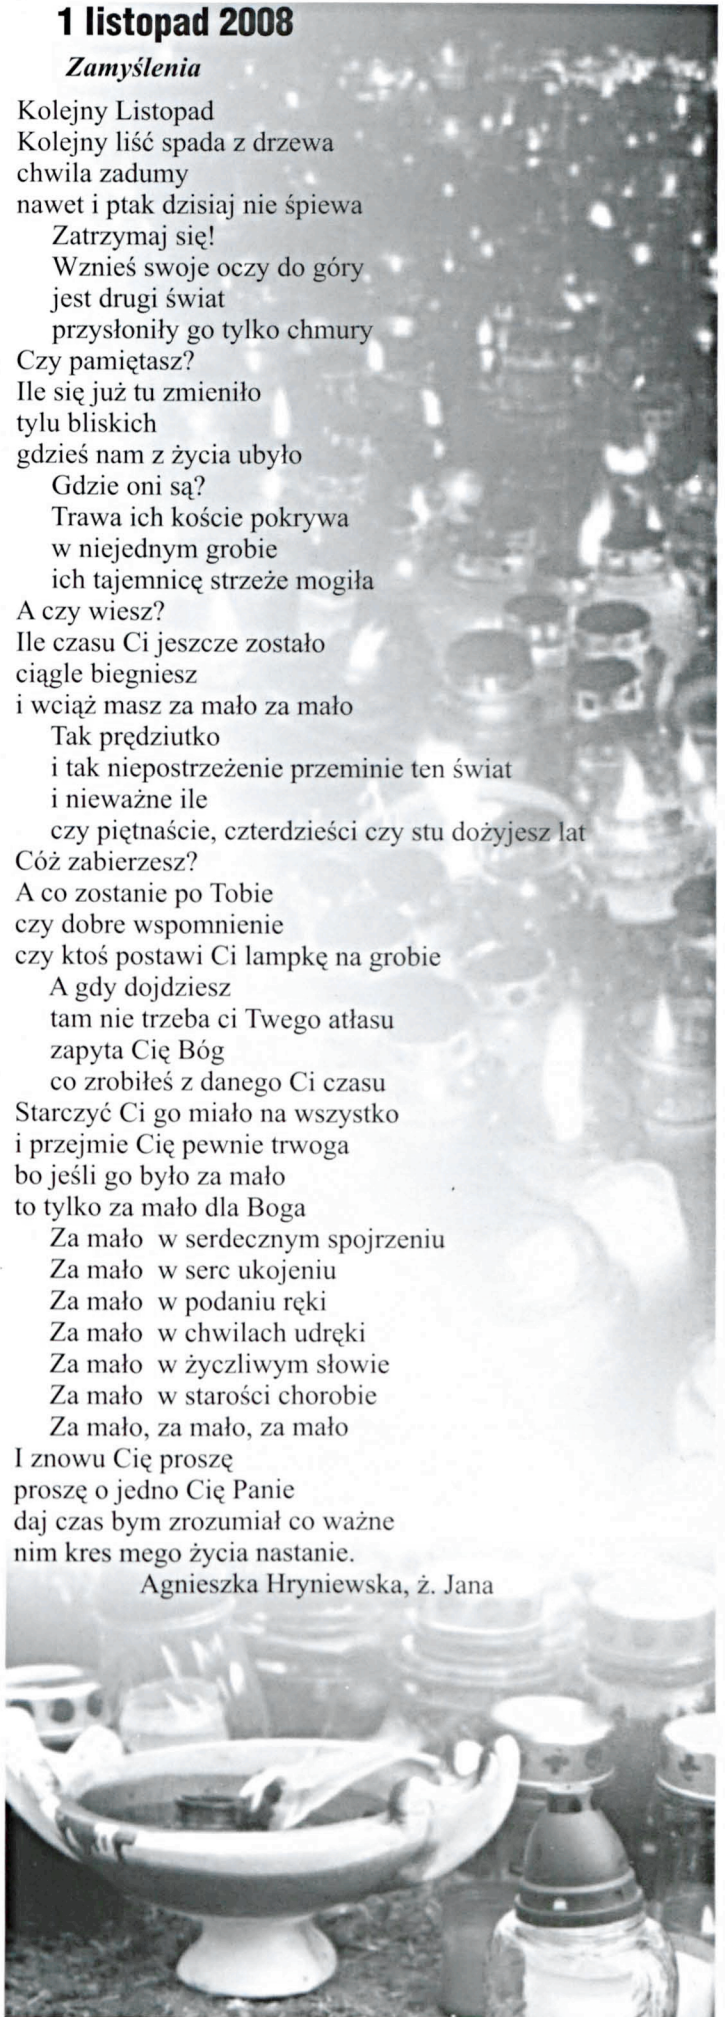 1 listopad 2008
Zamyślenia
Kolejny Listopad
Kolejny liść spada z drzewa
chwila zadumy
nawet i ptak dzisiaj nie śpiewa
Zatrzymaj się!
Wznieś swoje oczy do góry
jest drugi świat
przysłoniły go tylko chmury
Czy pamiętasz?
Ile się już tu zmieniło
tylu bliskich
gdzieś nam z życia ubyło
Gdzie oni są?
Trawa ich koście pokrywa
w niejednym grobie
ich tajemnicę strzeże mogiła
A czy wiesz?
Ile czasu Ci jeszcze zostało
ciągle biegniesz
i wciąż masz za mało za mało
Tak prędziutko
i tak niepostrzeżenie przeminie ten świat
i nieważne ile
czy piętnaście, czterdzieści czy stu dożyjesz lat
Cóż zabierzesz?
A co zostanie po Tobie
czy dobre wspomnienie
czy ktoś postawi Ci lampkę na grobie
A gdy dojdziesz
tam nie trzeba ci Twego atłasu
zapyta Cię Bóg
co zrobiłeś z danego Ci czasu
Starczyć Ci go miało na wszystko
i przejmie Cię pewnie trwoga
bo jeśli go było za mało
to tylko za mało dla Boga
Za mało  w serdecznym spojrzeniu
Za mało  w serc ukojeniu
Za mało  w podaniu ręki
Za mało  w chwilach udręki
Za mało  w życzliwym słowie
Za mało  w starości chorobie
Za mało, za mało, za mało
I znowu Cię proszę
proszę o jedno Cię Panie
daj czas bym zrozumiał co ważne
nim kres mego życia nastanie.
Agnieszka Hryniewska, ż. Jana